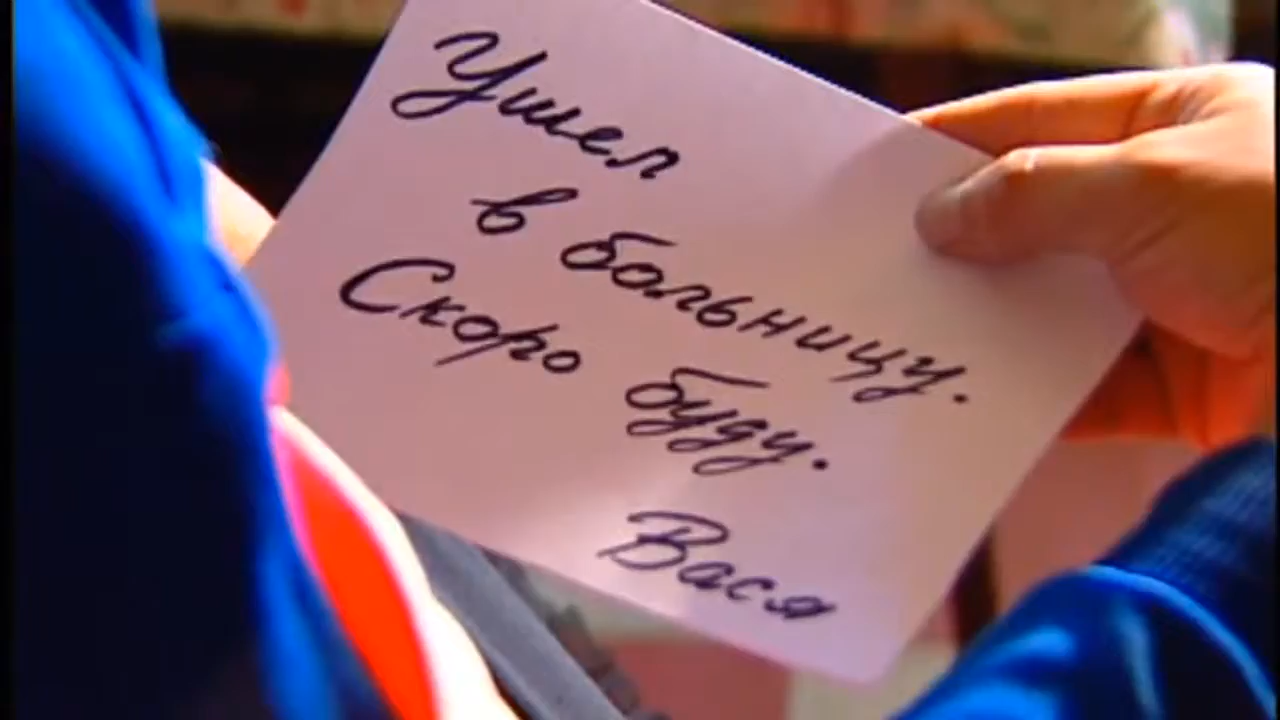 Ушел
в больницу.
Скоро буду.
Вася